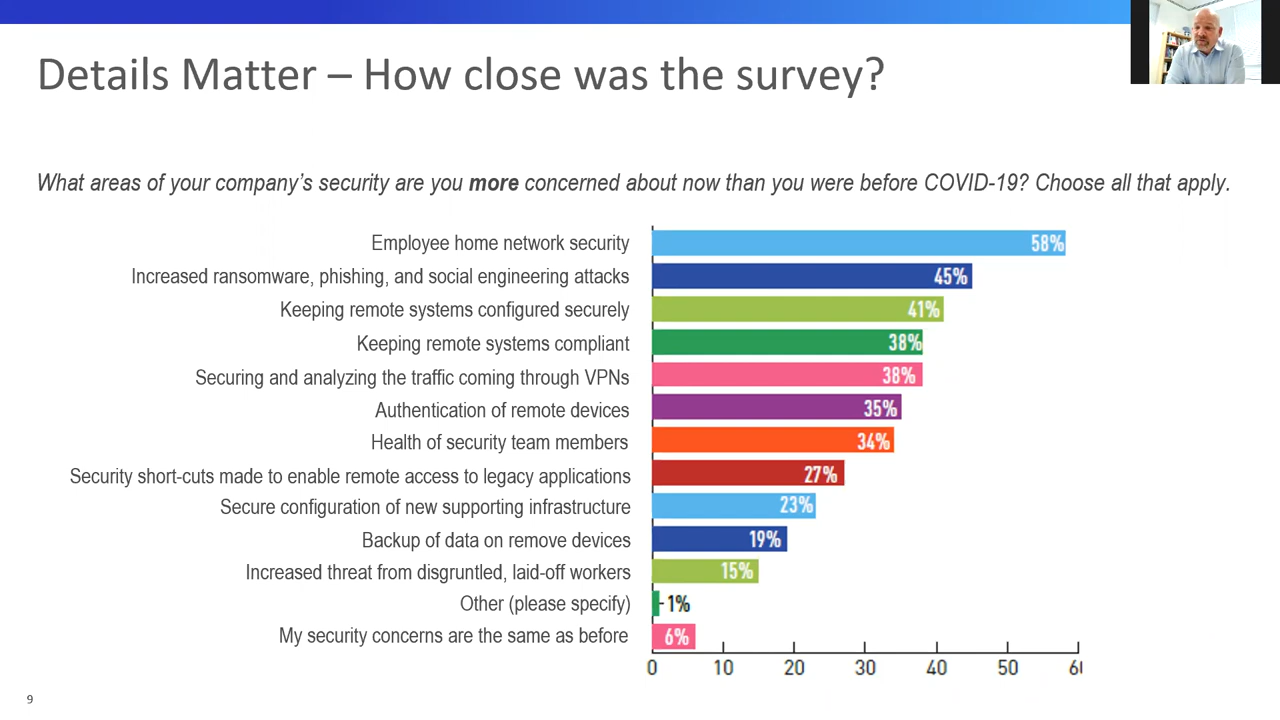 Details Matter – How close was the survey?
What areas of your company's security are you more concerned about now than you were before COVID-19? Choose all that apply.
Employee home network security 58%
Increased ransomware, phishing, and social engineering attacks 45%
Keeping remote systems configured securely 41%
Keeping remote systems compliant 38%
Securing and analyzing the traffic coming through VPNs 38%
Authentication of remote devices 35%
Health of security team members 34%
Security short-cuts made to enable remote access to legacy applications 27%
Secure configuration of new supporting infrastructure 23%
Backup of data on remove devices 19%
Increased threat from disgruntled, laid-off workers 15%
Other (please specify) 1%
My security concerns are the same as before 6%
0 10 20 30 40 50 6
9